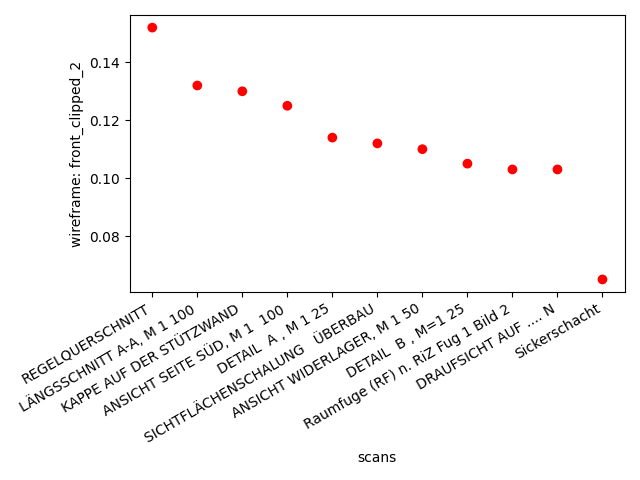 wireframe: front_clipped_2
0.14
0.12
0.10
0.08
REGELQUERSCHNITT
LÄNGSSCHNITT A-A, M 1 100
KAPPE AUF DER STÜTZWAND
ANSICHT SEITE SÜD, M 1  100
DETAIL  A , M 1 25
SICHTFLÄCHENSCHALUNG   ÜBERBAU
ANSICHT WIDERLAGER, M 1 50
DETAIL  B , M=1 25
Raumfuge (RF) n. RiZ Fug 1 Bild 2
DRAUFSICHT AUF .... N
Sickerschacht
scans